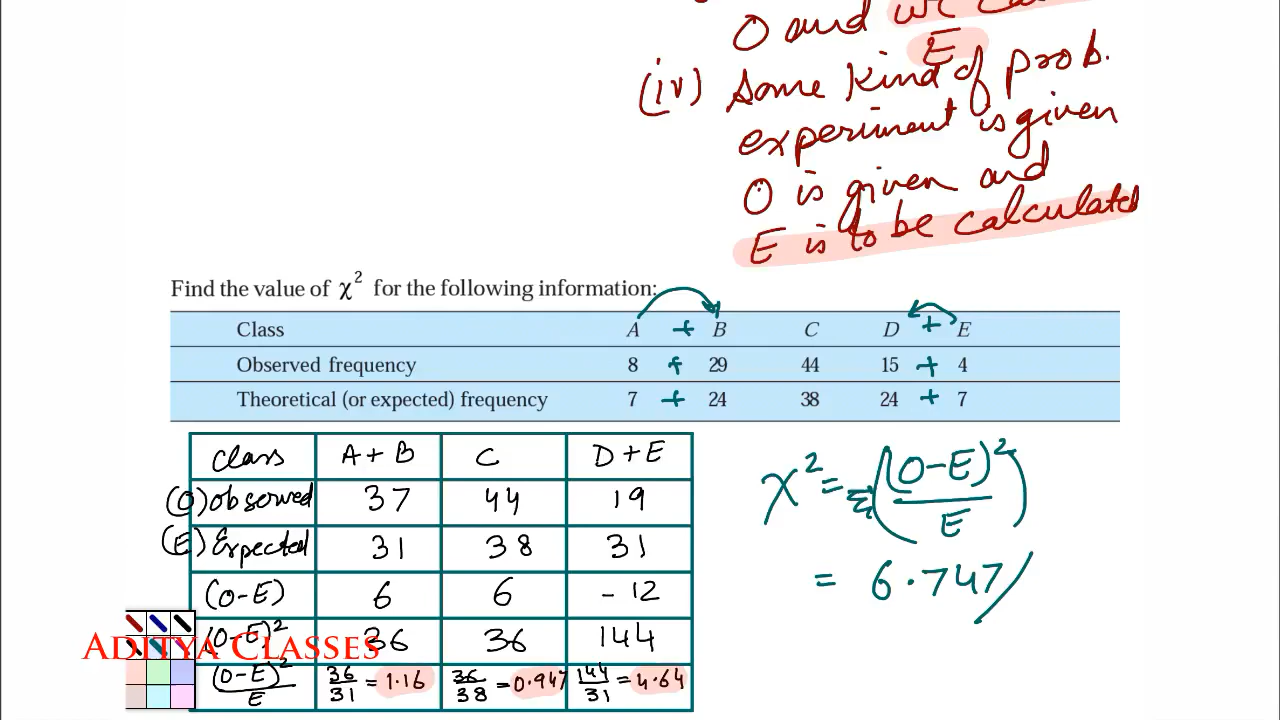 O and we
E
(iv) Some kind of prob.
experiment is given
O is given and
E is to be calculated
Find the value of χ² for the following information:
Class A + B C D + E
Observed frequency 8 + 29 44 15 + 4
Theoretical (or expected) frequency 7 + 24 38 24 + 7
Class A + B C D + E
(O) Observed 37 44 19
(E) Expected 31 38 31
(O-E) 6 6 -12
(O-E)² 36 36 144
(O-E)²/E 36/31 = 1.16 36/38 = 0.947 144/31 = 4.64
χ² = Σ((O-E)²/E)
= 6.747/
ADITYA CLASSES